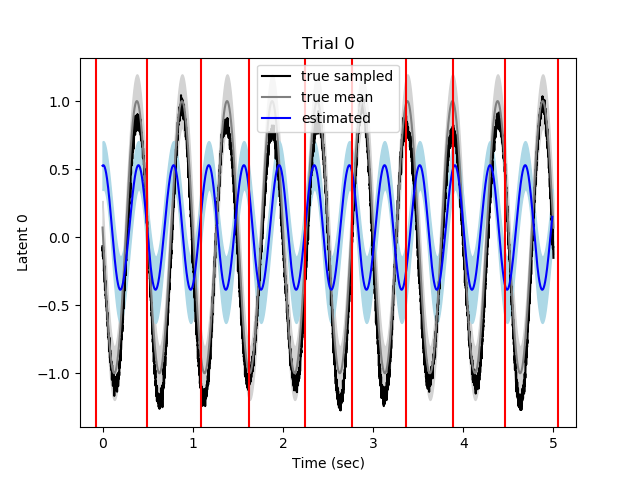 Trial 0
true sampled
true mean
estimated
1.0
0.5
0.0
−0.5
−1.0
Latent 0
0 1 2 3 4 5
Time (sec)